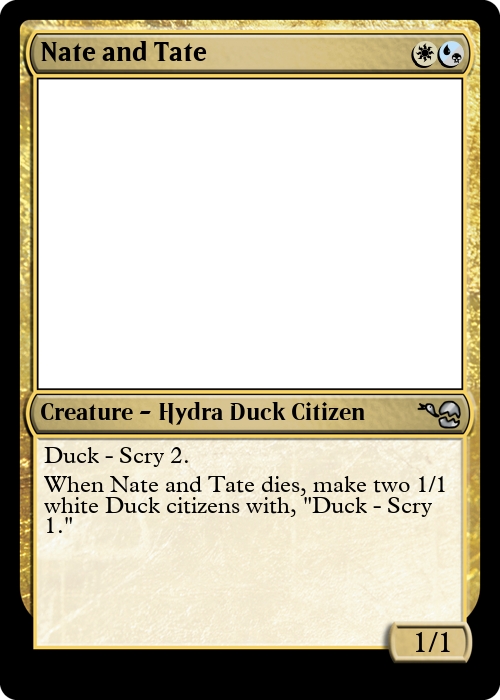 Nate and Tate
Creature – Hydra Duck Citizen
Duck - Scry 2.
When Nate and Tate dies, make two 1/1
white Duck citizens with, "Duck - Scry
1."
1/1